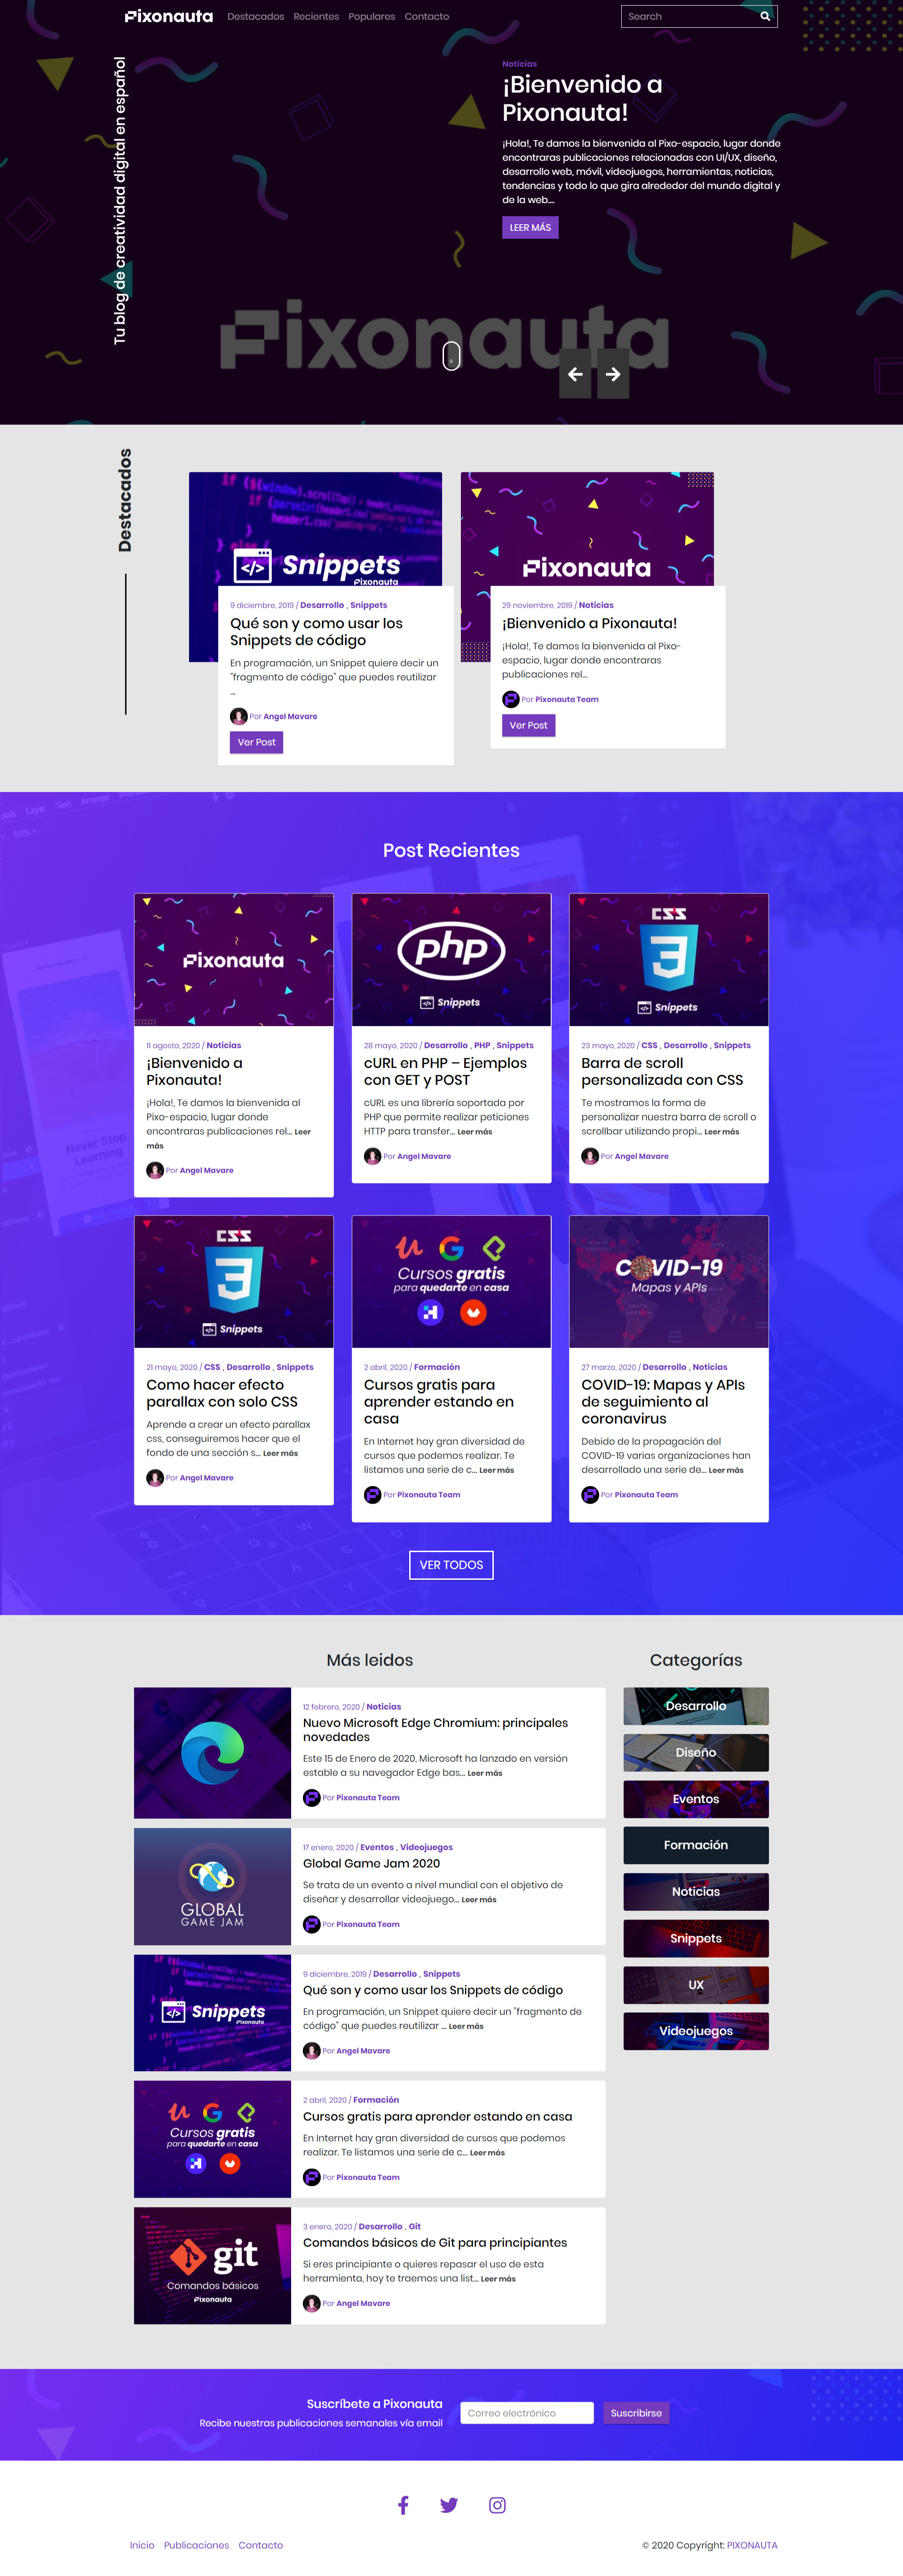 Pixonauta
Destacados Recientes Populares Contacto
Search
Tu blog de creatividad digital en español
Noticias
¡Bienvenido a
Pixonauta!
¡Hola!, Te damos la bienvenida al Pixo-espacio, lugar donde
encontraras publicaciones relacionadas con UI/UX, diseño,
desarrollo web, móvil, videojuegos, herramientas, noticias,
tendencias y todo lo que gira alrededor del mundo digital y
de la web....
LEER MÁS
Pixonauta
Destacados
if ($(window).scrollTop() +
if (parseInt(header1.css('padding-top'
header1.css('padding-
Snippets
Pixonauta
9 diciembre, 2019 / Desarrollo , Snippets
Qué son y como usar los
Snippets de código
En programación, un Snippet quiere decir un
"fragmento de código" que puedes reutilizar
...
Por Angel Mavare
Ver Post
Pixonauta
29 noviembre, 2019 / Noticias
¡Bienvenido a Pixonauta!
¡Hola!, Te damos la bienvenida al Pixo-
espacio, lugar donde encontraras
publicaciones rel...
Por Pixonauta Team
Ver Post
Layer Text Arrange
Never Stop
Learning
Post Recientes
Pixonauta
11 agosto, 2020 / Noticias
¡Bienvenido a
Pixonauta!
¡Hola!, Te damos la bienvenida al
Pixo-espacio, lugar donde
encontraras publicaciones rel... Leer
más
Por Angel Mavare
php
Snippets
28 mayo, 2020 / Desarrollo , PHP , Snippets
cURL en PHP – Ejemplos
con GET y POST
cURL es una librería soportada por
PHP que permite realizar peticiones
HTTP para transfer... Leer más
Por Angel Mavare
CSS
3
Snippets
23 mayo, 2020 / CSS , Desarrollo , Snippets
Barra de scroll
personalizada con CSS
Te mostramos la forma de
personalizar nuestra barra de scroll o
scrollbar utilizando propi... Leer más
Por Angel Mavare
CSS
3
Snippets
21 mayo, 2020 / CSS , Desarrollo , Snippets
Como hacer efecto
parallax con solo CSS
Aprende a crear un efecto parallax
css, conseguiremos hacer que el
fondo de una sección s... Leer más
Por Angel Mavare
Cursos gratis
para quedarte en casa
2 abril, 2020 / Formación
Cursos gratis para
aprender estando en
casa
En Internet hay gran diversidad de
cursos que podemos realizar. Te
listamos una serie de c... Leer más
Por Pixonauta Team
COVID-19
Mapas y APIs
27 marzo, 2020 / Desarrollo , Noticias
COVID-19: Mapas y APIs
de seguimiento al
coronavirus
Debido de la propagación del
COVID-19 varias organizaciones han
desarrollado una serie de... Leer más
Por Pixonauta Team
VER TODOS
Más leidos
12 febrero, 2020 / Noticias
Nuevo Microsoft Edge Chromium: principales
novedades
Este 15 de Enero de 2020, Microsoft ha lanzado en versión
estable a su navegador Edge bas... Leer más
Por Pixonauta Team
GLOBAL
GAME JAM
17 enero, 2020 / Eventos , Videojuegos
Global Game Jam 2020
Se trata de un evento a nivel mundial con el objetivo de
diseñar y desarrollar videojuego... Leer más
Por Pixonauta Team
Snippets
Pixonauta
9 diciembre, 2019 / Desarrollo , Snippets
Qué son y como usar los Snippets de código
En programación, un Snippet quiere decir un "fragmento de
código" que puedes reutilizar ... Leer más
Por Angel Mavare
Cursos gratis
para quedarte en casa
2 abril, 2020 / Formación
Cursos gratis para aprender estando en casa
En Internet hay gran diversidad de cursos que podemos
realizar. Te listamos una serie de c... Leer más
Por Pixonauta Team
git
Comandos básicos
Pixonauta
3 enero, 2020 / Desarrollo , Git
Comandos básicos de Git para principiantes
Si eres principiante o quieres repasar el uso de esta
herramienta, hoy te traemos una list... Leer más
Por Angel Mavare
Categorías
Desarrollo
Diseño
Eventos
Formación
Noticias
Snippets
UX
Videojuegos
Suscríbete a Pixonauta
Recibe nuestras publicaciones semanales vía email
Correo electrónico
Suscribirse
Inicio Publicaciones Contacto
© 2020 Copyright: PIXONAUTA